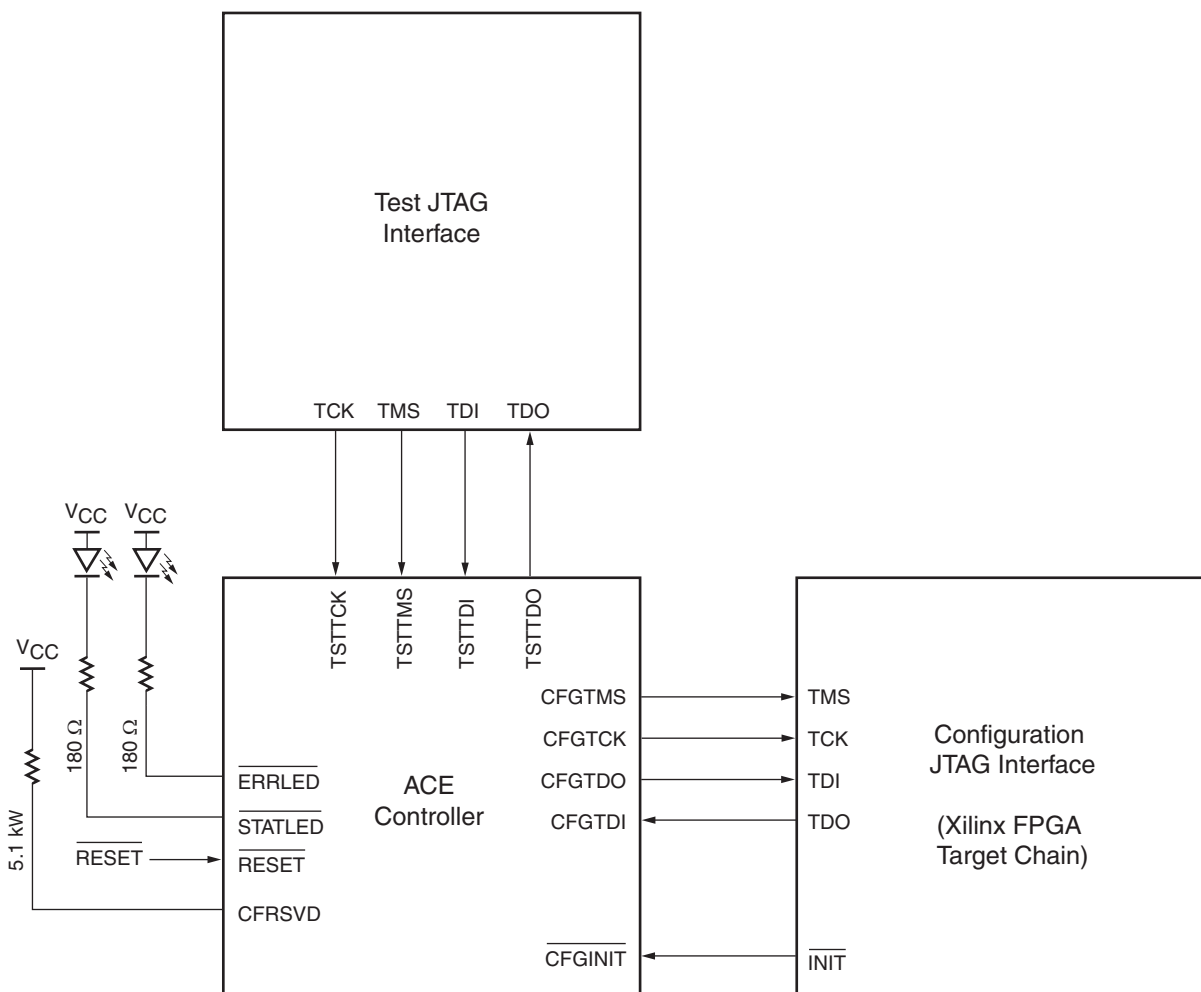 Test JTAG
Interface
TCK TMS TDI TDO
VCC VCC
VCC
180 Ω 180 Ω
5.1 kW
TSTTCK TSTTMS TSTTDI TSTTDO
ERRLED
STATLED
RESET RESET
CFRSVD
ACE
Controller
CFGTMS
CFGTCK
CFGTDO
CFGTDI
CFGINIT
TMS
TCK
TDI
TDO
INIT
Configuration
JTAG Interface
(Xilinx FPGA
Target Chain)